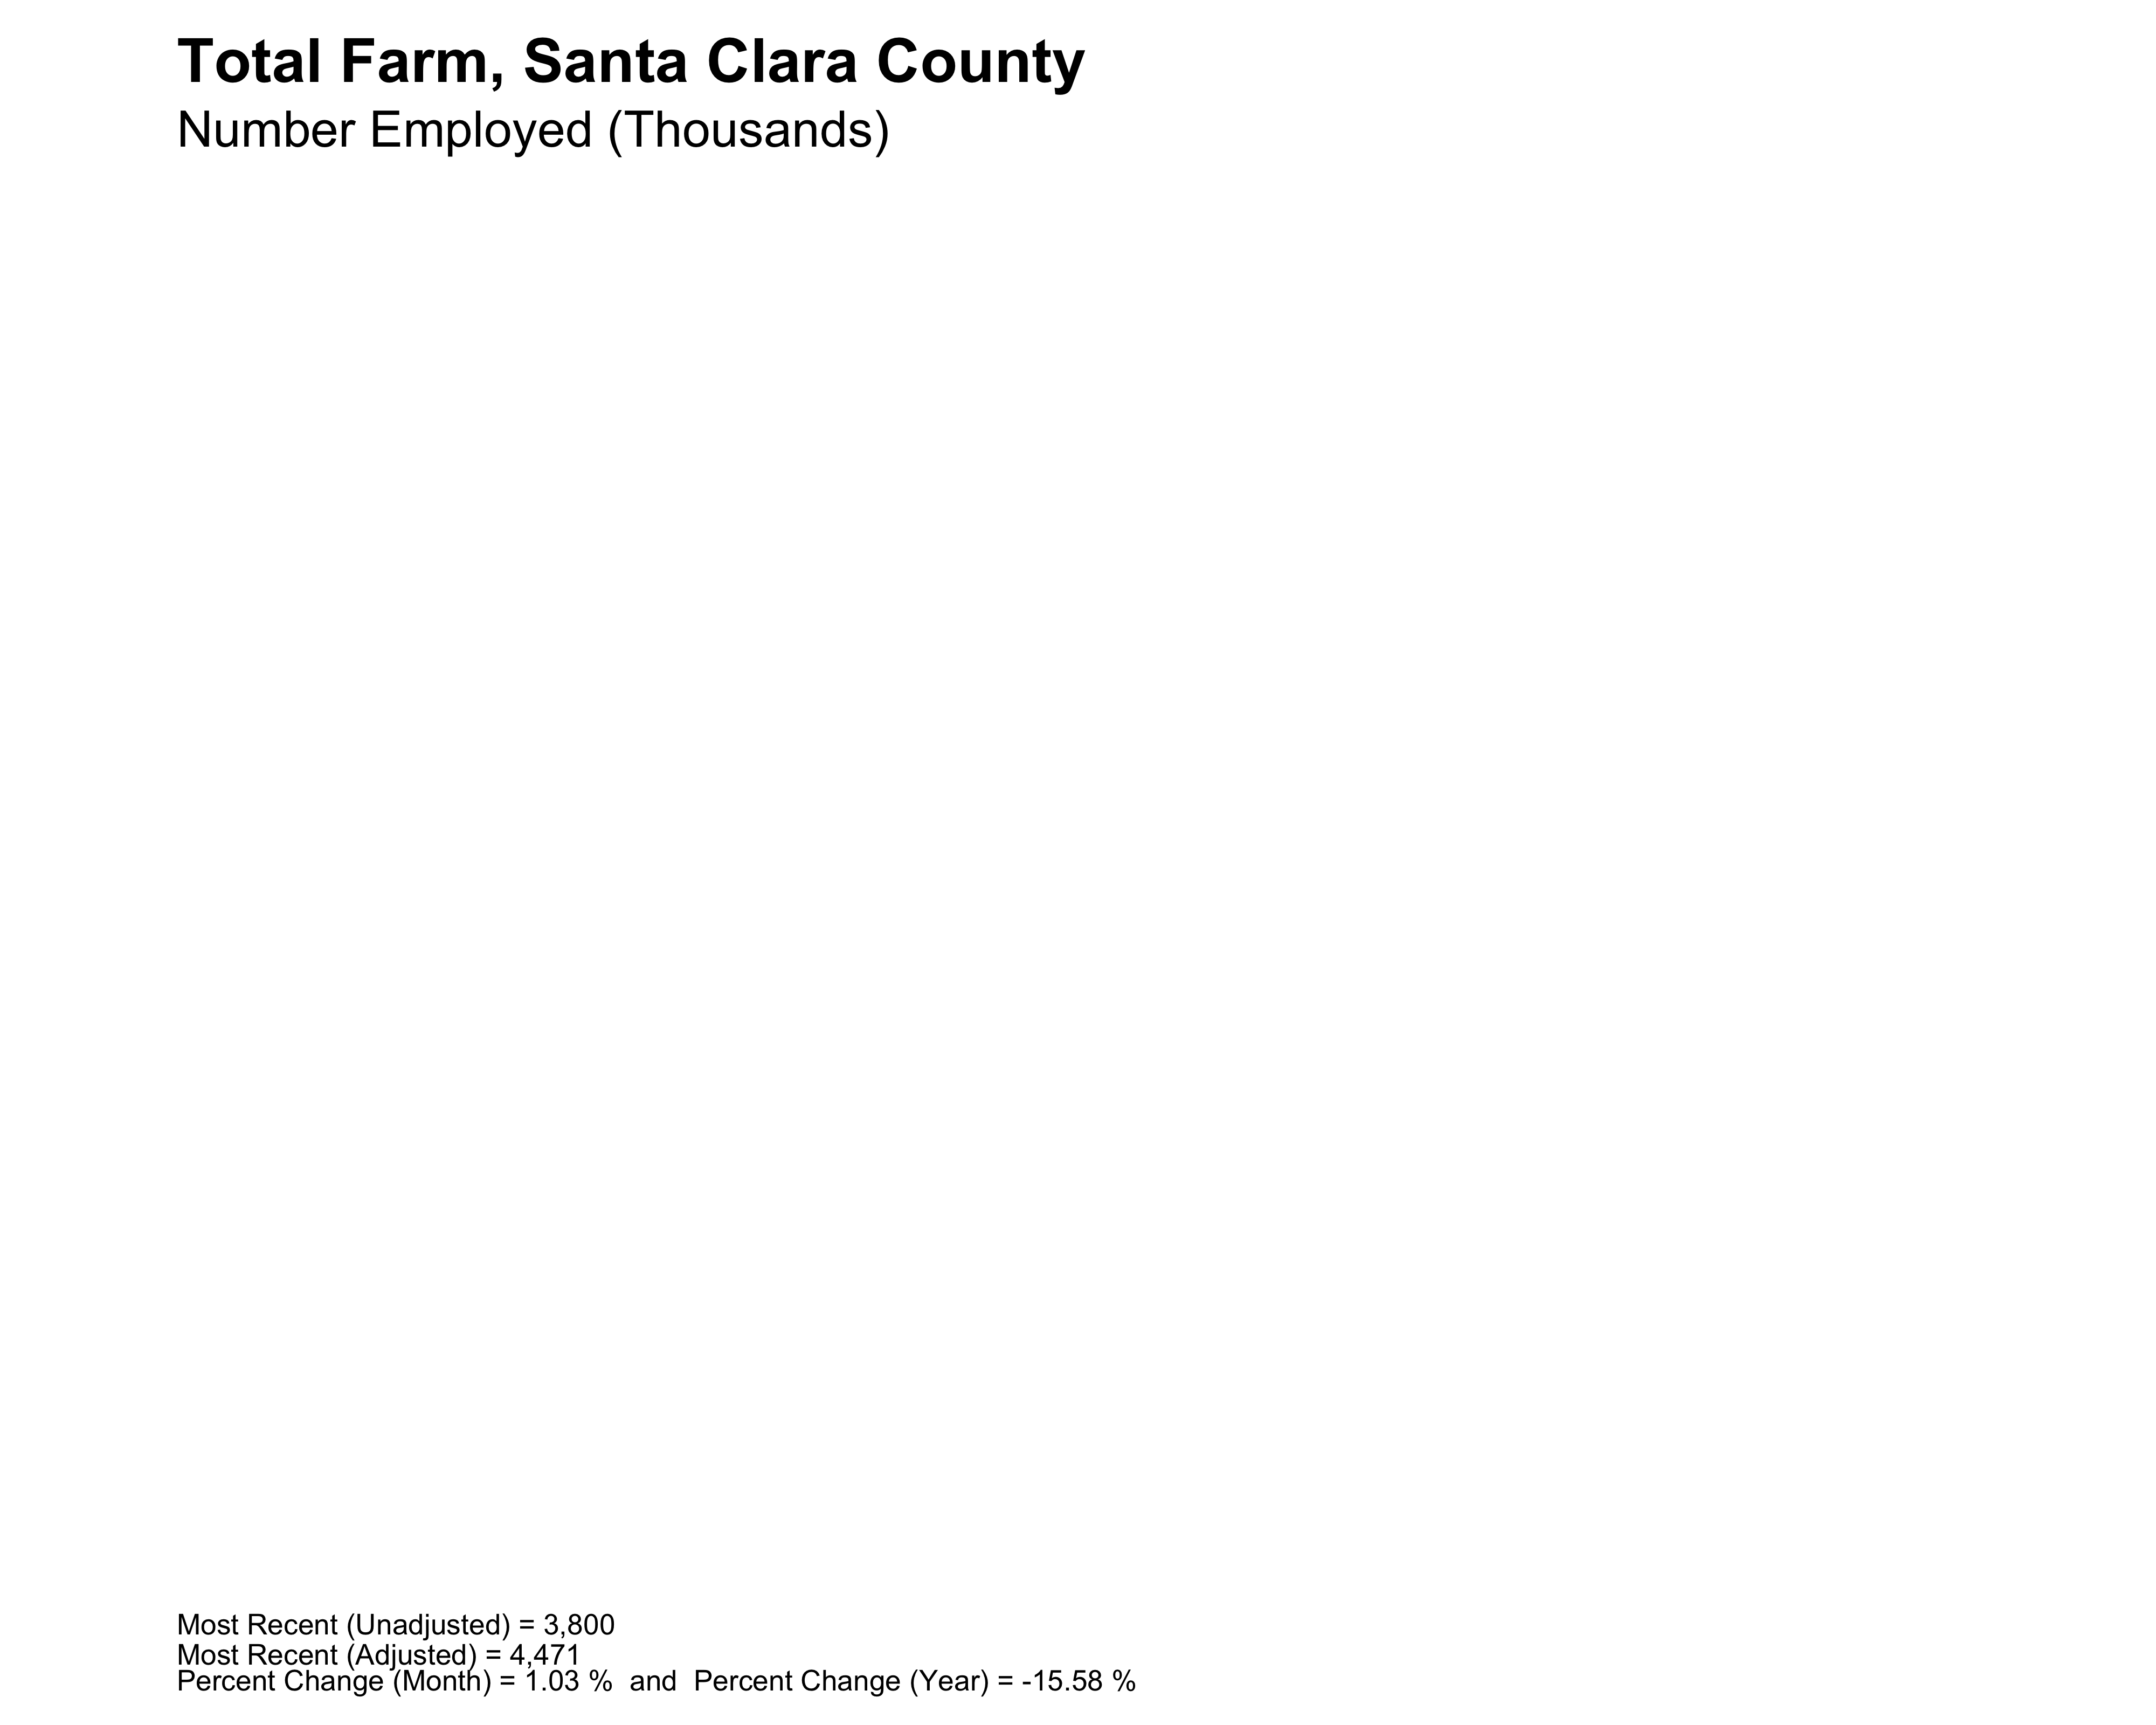 Total Farm, Santa Clara County
Number Employed (Thousands)
Most Recent (Unadjusted) = 3,800
Most Recent (Adjusted) = 4,471
Percent Change (Month) = 1.03 %  and  Percent Change (Year) = -15.58 %